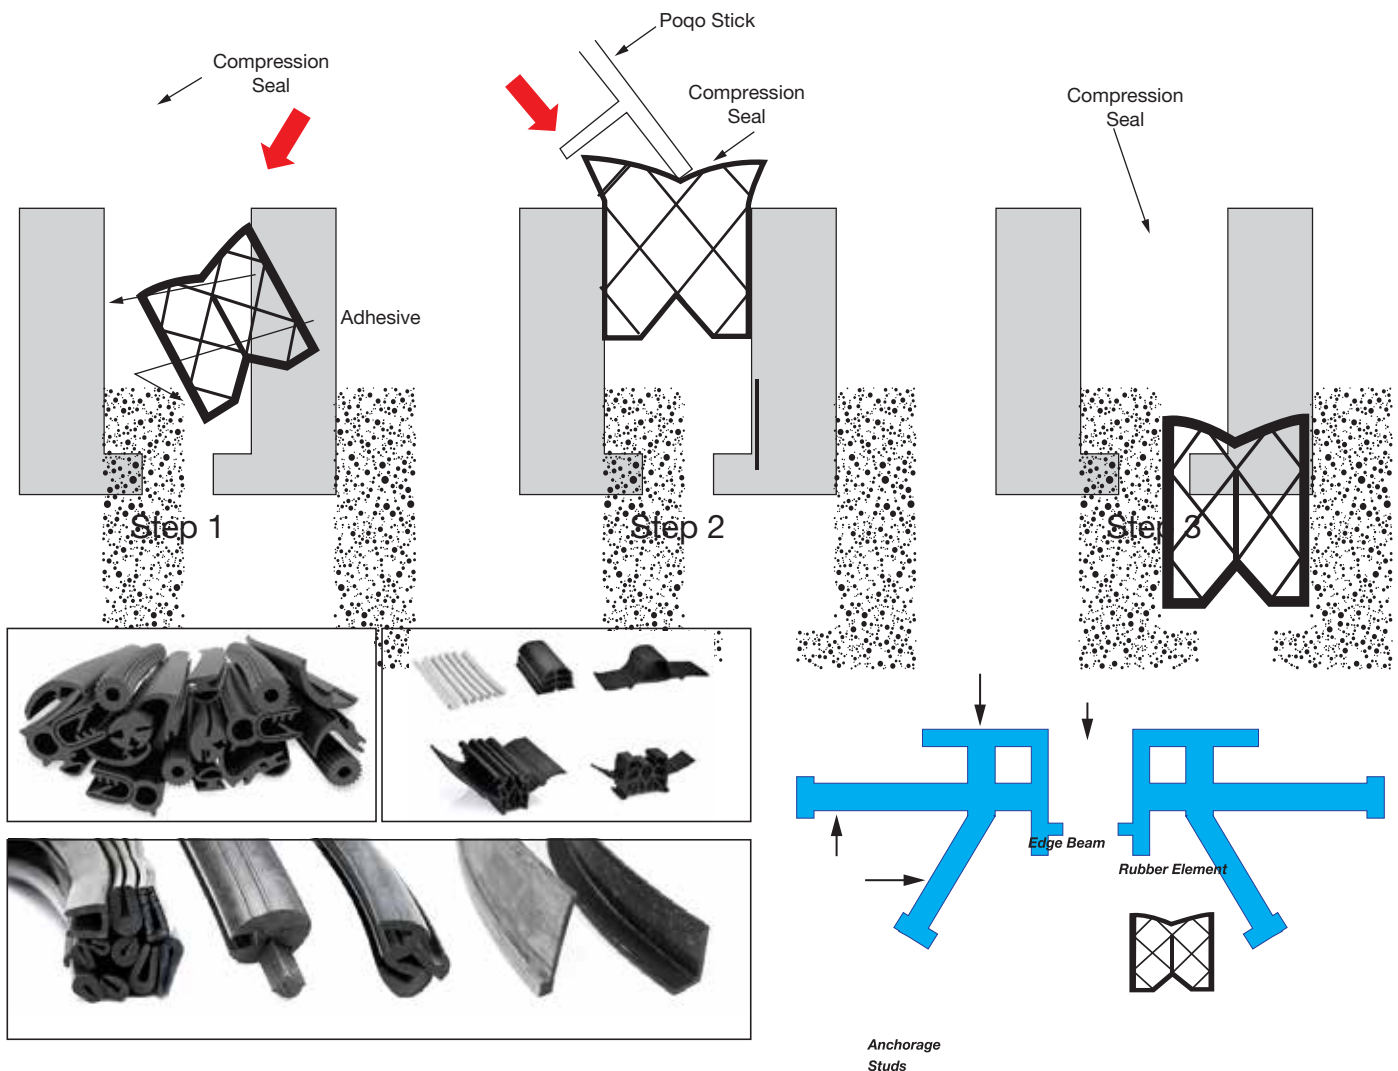 Poqo Stick
Compression
Seal
Compression
Seal
Compression
Seal
Adhesive
Step 1
Step 2
Step 3
Edge Beam
Rubber Element
Anchorage
Studs